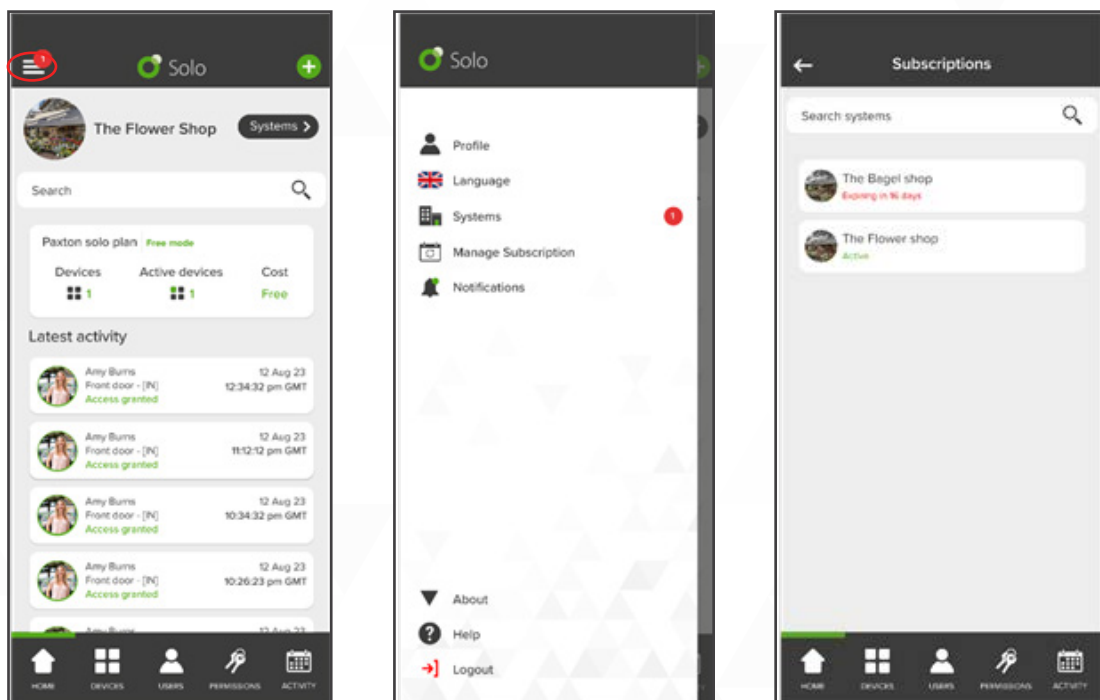 1
Solo
The Flower Shop
Systems >
Search
Paxton solo plan Free mode
Devices Active devices Cost
1 1 Free
Latest activity
Amy Burns 12 Aug 23
Front door - [IN] 12:34:32 pm GMT
Access granted
Amy Burns 12 Aug 23
Front door - [IN] 11:12:12 pm GMT
Access granted
Amy Burns 12 Aug 23
Front door - [IN] 10:34:32 pm GMT
Access granted
Amy Burns 12 Aug 23
Front door - [IN] 10:26:23 pm GMT
Access granted
Amy Burns 12 Aug 23
HOME DEVICES USERS PERMISSIONS ACTIVITY
Solo
Profile
Language
Systems 1
Manage Subscription
Notifications
About
? Help
Logout
Subscriptions
Search systems
The Bagel shop
Expiring in 16 days
The Flower shop
Active
HOME DEVICES USERS PERMISSIONS ACTIVITY